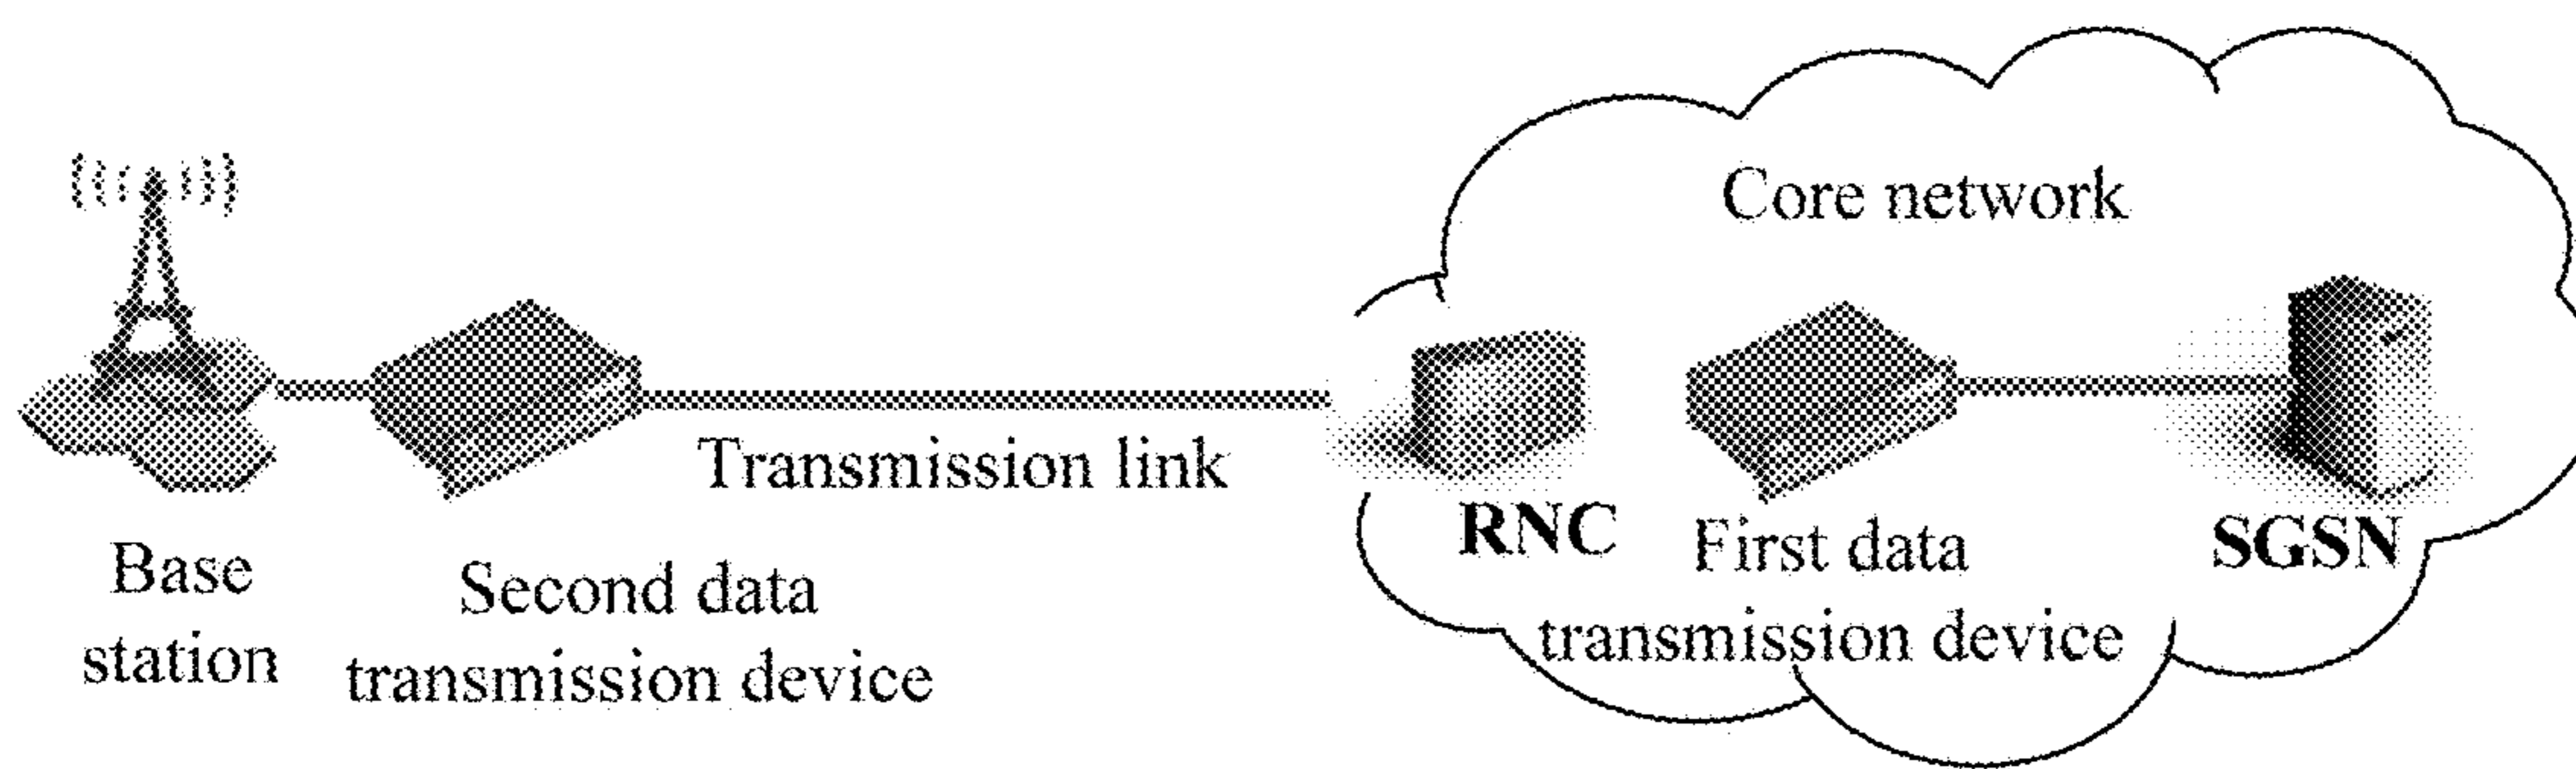 Core network
Transmission link
RNC
First data
transmission device
SGSN
Base
station
Second data
transmission device